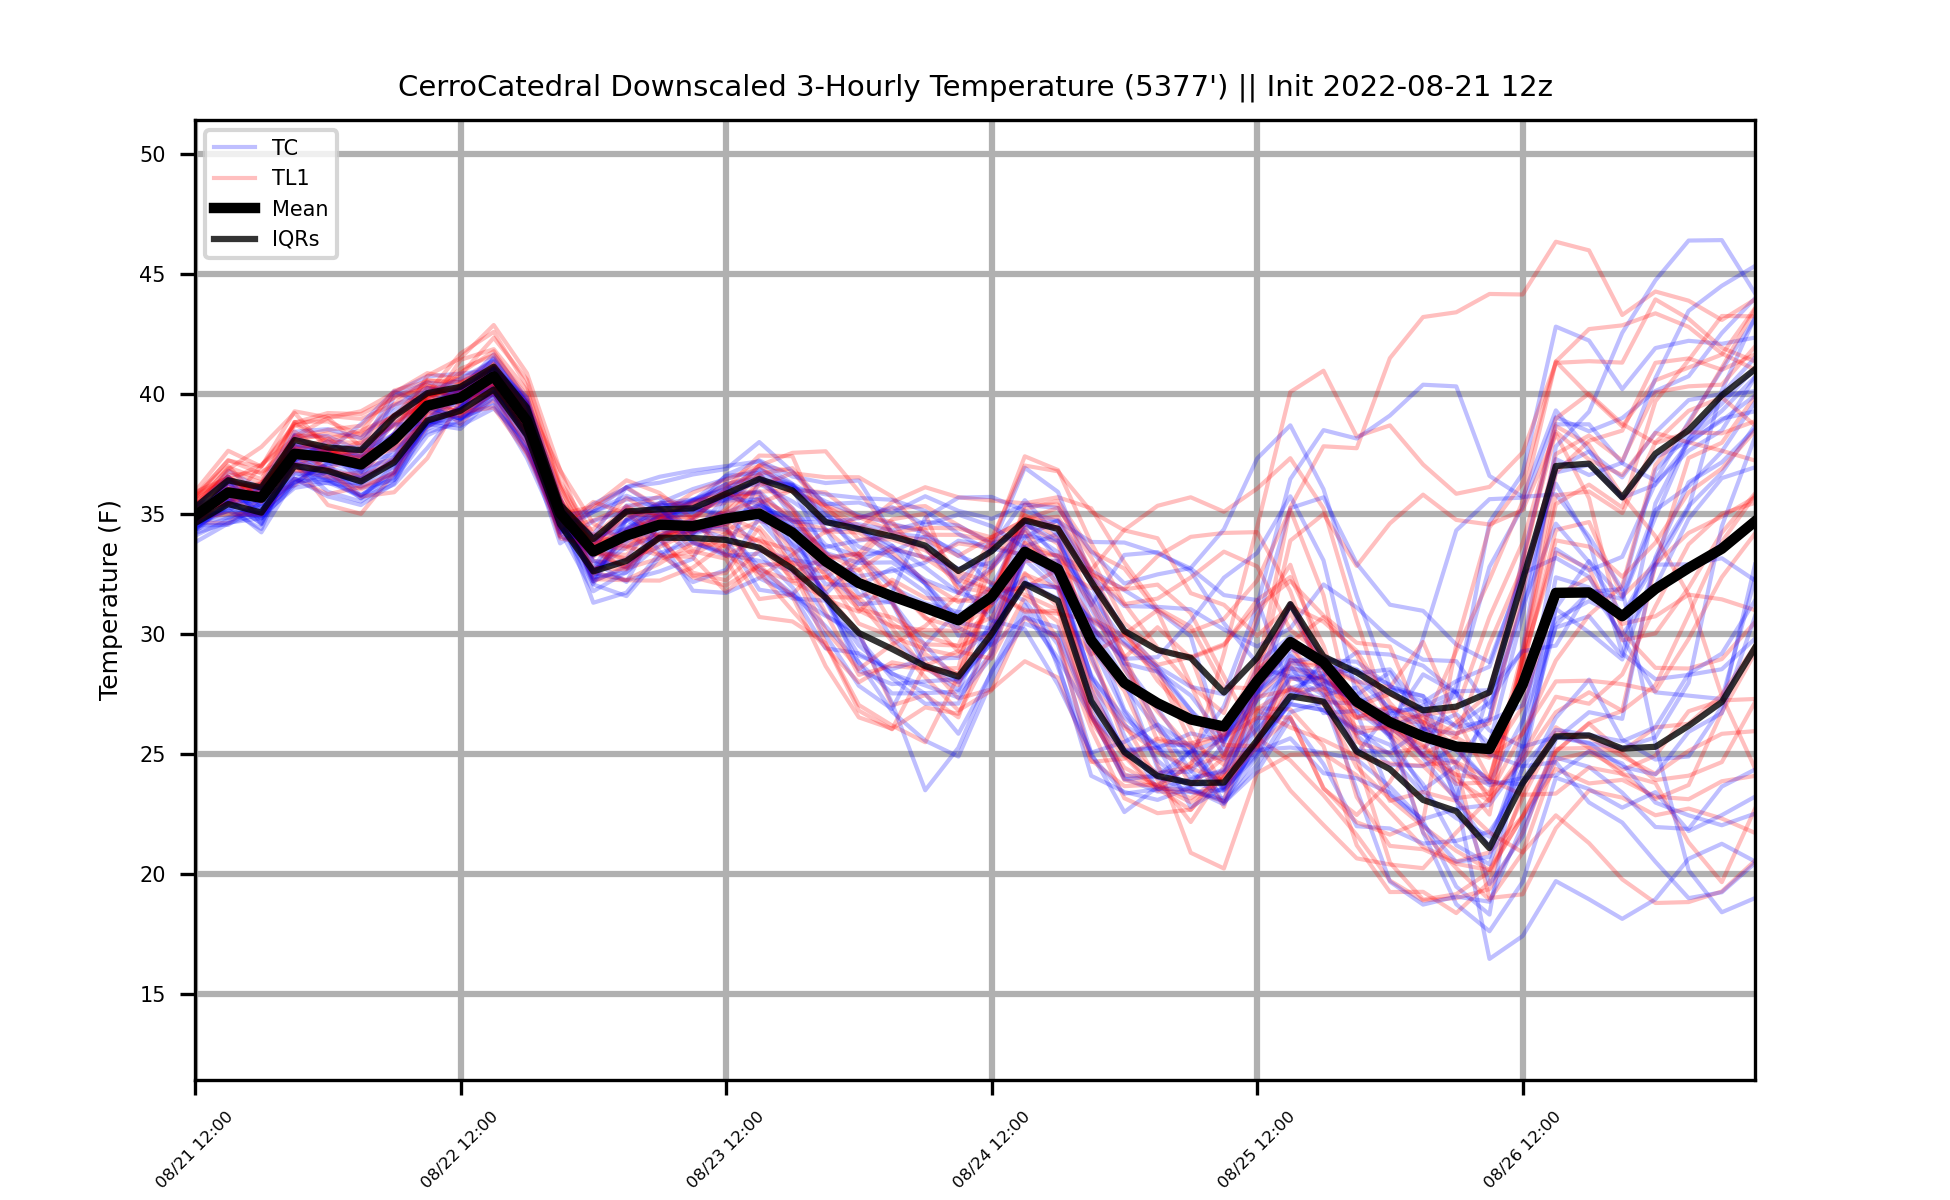 CerroCatedral Downscaled 3-Hourly Temperature (5377') || Init 2022-08-21 12z
TC
TL1
Mean
IQRs
Temperature (F)
50
45
40
35
30
25
20
15
08/21 12:00
08/22 12:00
08/23 12:00
08/24 12:00
08/25 12:00
08/26 12:00